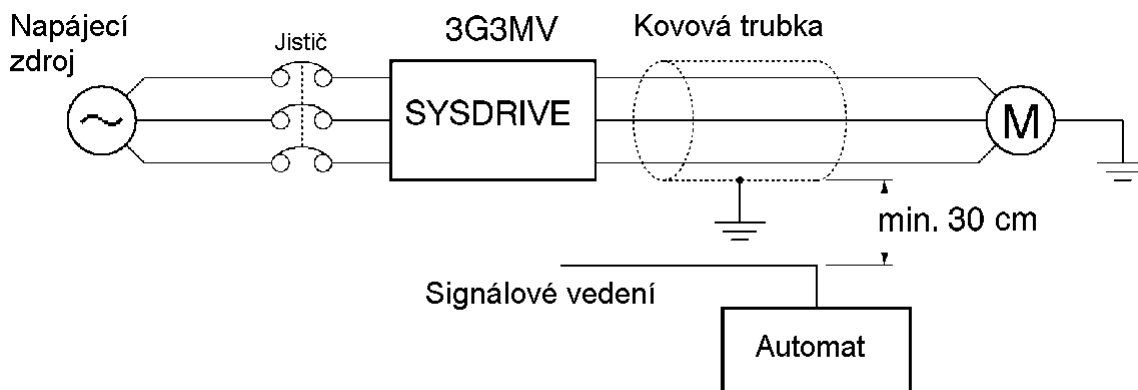 Napájecí
zdroj
Jistič
3G3MV
Kovová trubka
SYSDRIVE
M
min. 30 cm
Signálové vedení
Automat